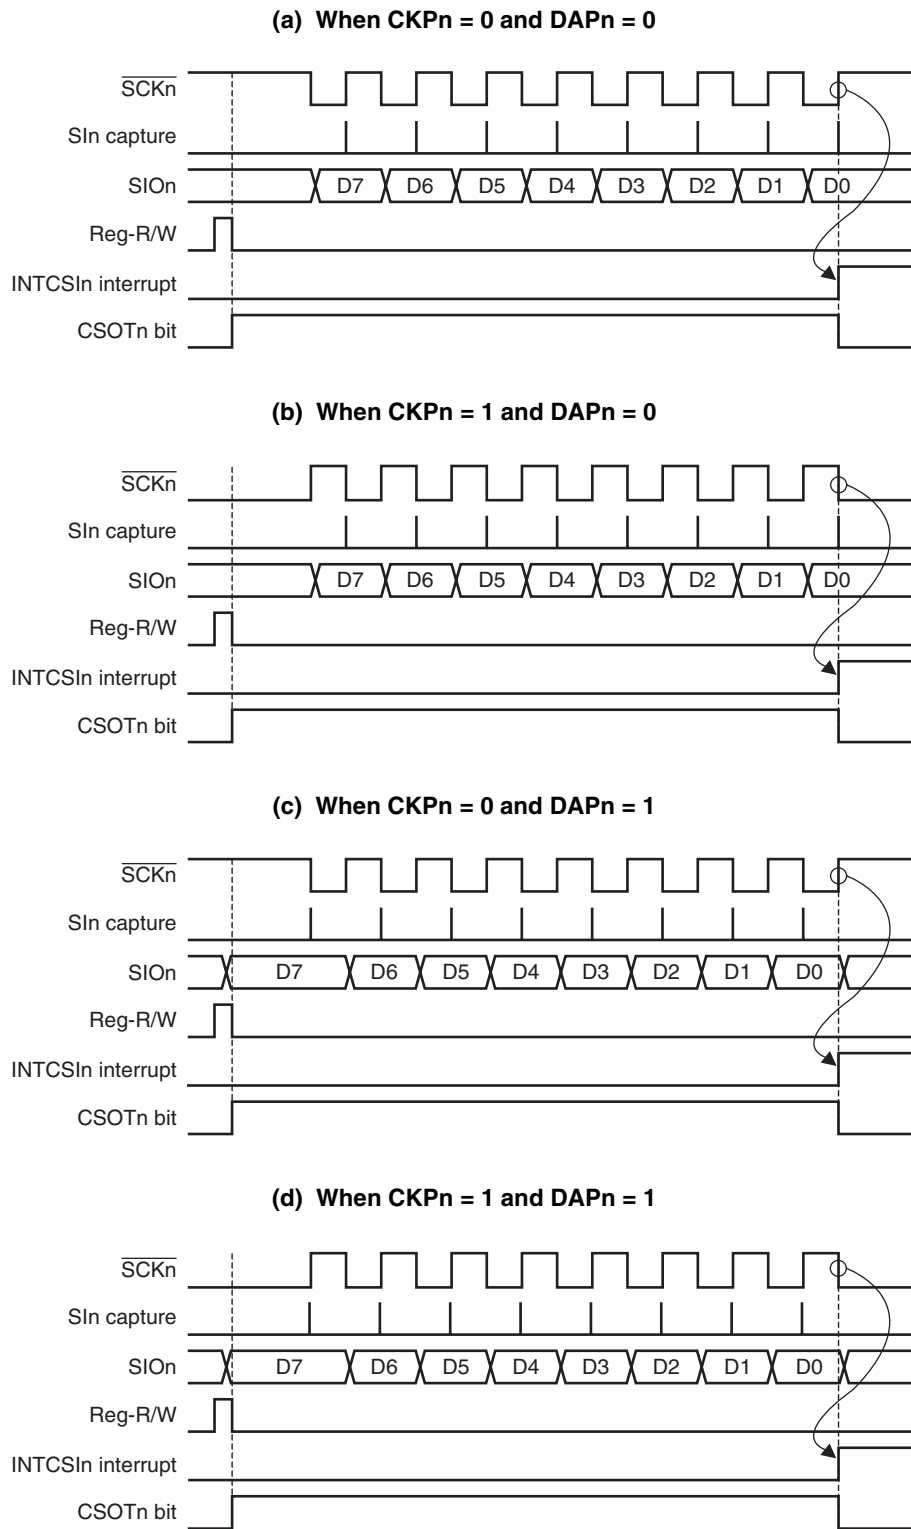 (a) When CKPn = 0 and DAPn = 0
SCKn
SIn capture
SIOn D7 D6 D5 D4 D3 D2 D1 D0
Reg-R/W
INTCSIn interrupt
CSOTn bit
(b) When CKPn = 1 and DAPn = 0
SCKn
SIn capture
SIOn D7 D6 D5 D4 D3 D2 D1 D0
Reg-R/W
INTCSIn interrupt
CSOTn bit
(c) When CKPn = 0 and DAPn = 1
SCKn
SIn capture
SIOn D7 D6 D5 D4 D3 D2 D1 D0
Reg-R/W
INTCSIn interrupt
CSOTn bit
(d) When CKPn = 1 and DAPn = 1
SCKn
SIn capture
SIOn D7 D6 D5 D4 D3 D2 D1 D0
Reg-R/W
INTCSIn interrupt
CSOTn bit